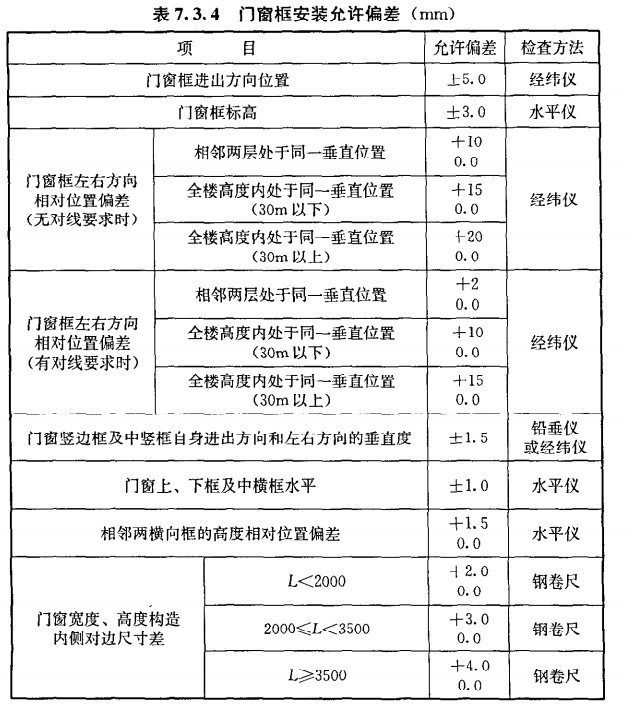 表 7.3.4 门窗框安装允许偏差（mm）
项 目 允许偏差 检查方法
门窗框进出方向位置 ±5.0 经纬仪
门窗框标高 ±3.0 水平仪
门窗框左右方向
相对位置偏差
（无对线要求时）
相邻两层处于同一垂直位置
+10
0.0
全楼高度内处于同一垂直位置
（30m 以下）
+15
0.0
全楼高度内处于同一垂直位置
（30m 以上）
+20
0.0
经纬仪
门窗框左右方向
相对位置偏差
（有对线要求时）
相邻两层处于同一垂直位置
+2
0.0
全楼高度内处于同一垂直位置
（30m 以下）
+10
0.0
全楼高度内处于同一垂直位置
（30m 以上）
+15
0.0
经纬仪
门窗竖边框及中竖框自身进出方向和左右方向的垂直度 ±1.5
铅垂仪
或经纬仪
门窗上、下框及中横框水平 ±1.0 水平仪
相邻两横向框的高度相对位置偏差
+1.5
0.0
水平仪
门窗宽度、高度构造
内侧对边尺寸差
L<2000
+2.0
0.0
钢卷尺
2000≤L<3500
+3.0
0.0
钢卷尺
L≥3500
+4.0
0.0
钢卷尺